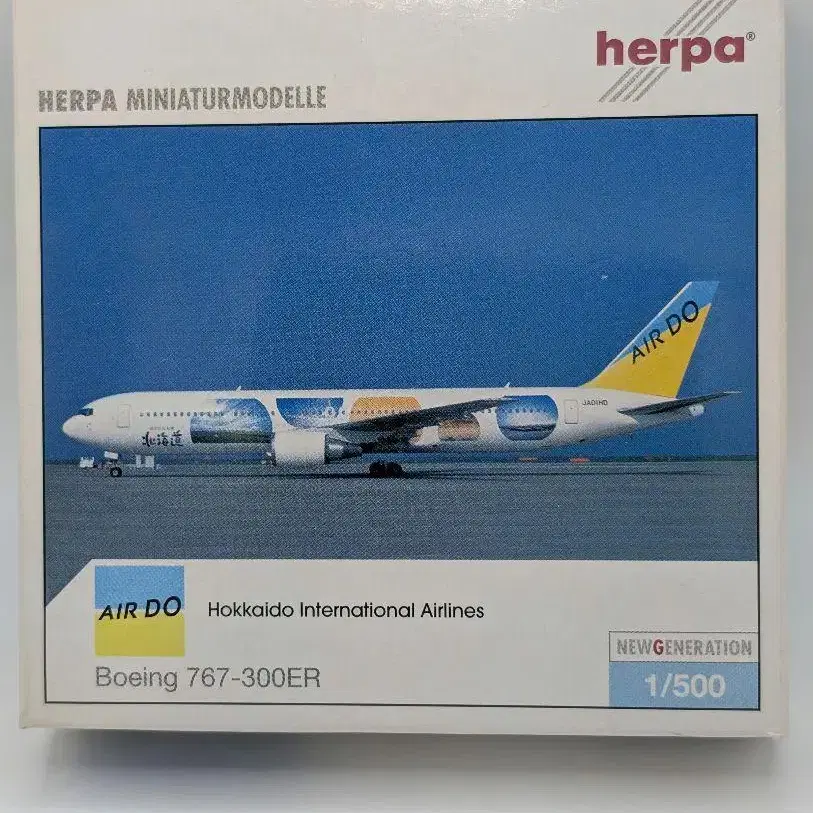 herpa®
HERPA MINIATURMODELLE
AIR DO
JA01HD
北海道
AIR DO
Hokkaido International Airlines
Boeing 767-300ER
NEWGENERATION
1/500